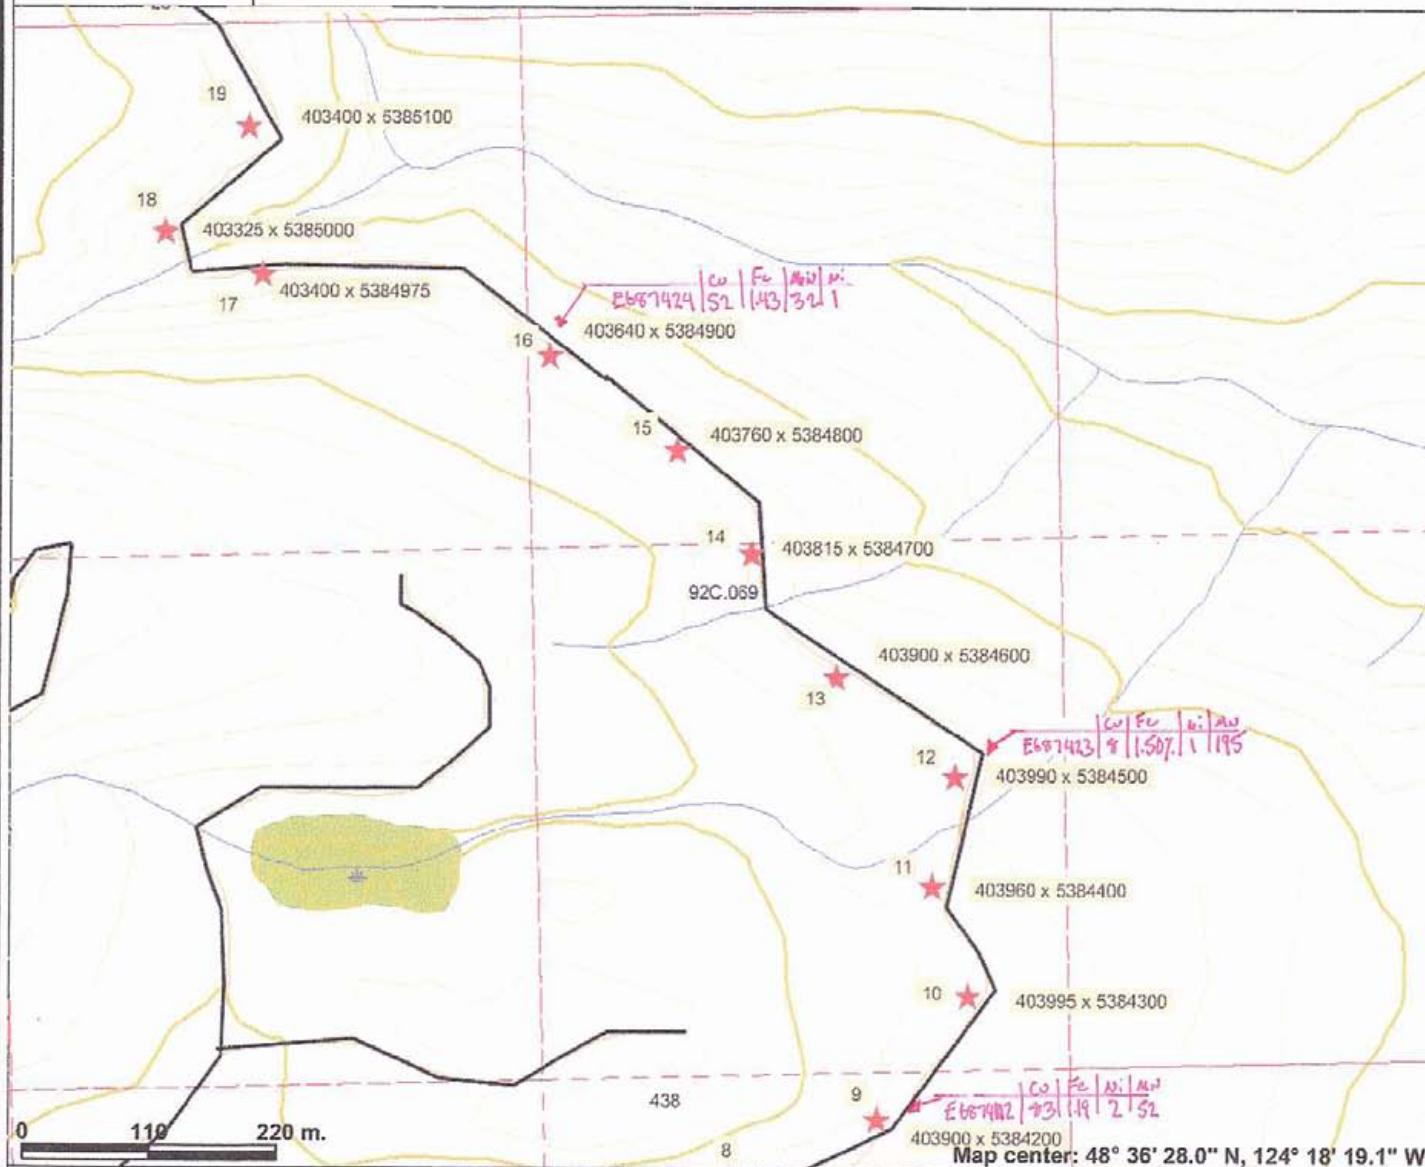 19
403400 x 5385100
18
403325 x 5385000
17
403400 x 5384975
Cu Fe Mn Ni
E687424 52 1.43 321 1
403640 x 5384900
16
15
403760 x 5384800
14
403815 x 5384700
92C.069
403900 x 5384600
13
Cu Fe Ni Mn
E687423 8 1.50% 1 195
12
403990 x 5384500
11
403960 x 5384400
10
403995 x 5384300
9
Cu Fe Ni Mn
83 1.19 2 52
438
403900 x 5384200
8
0 110 220 m.
Map center: 48° 36' 28.0" N, 124° 18' 19.1" W